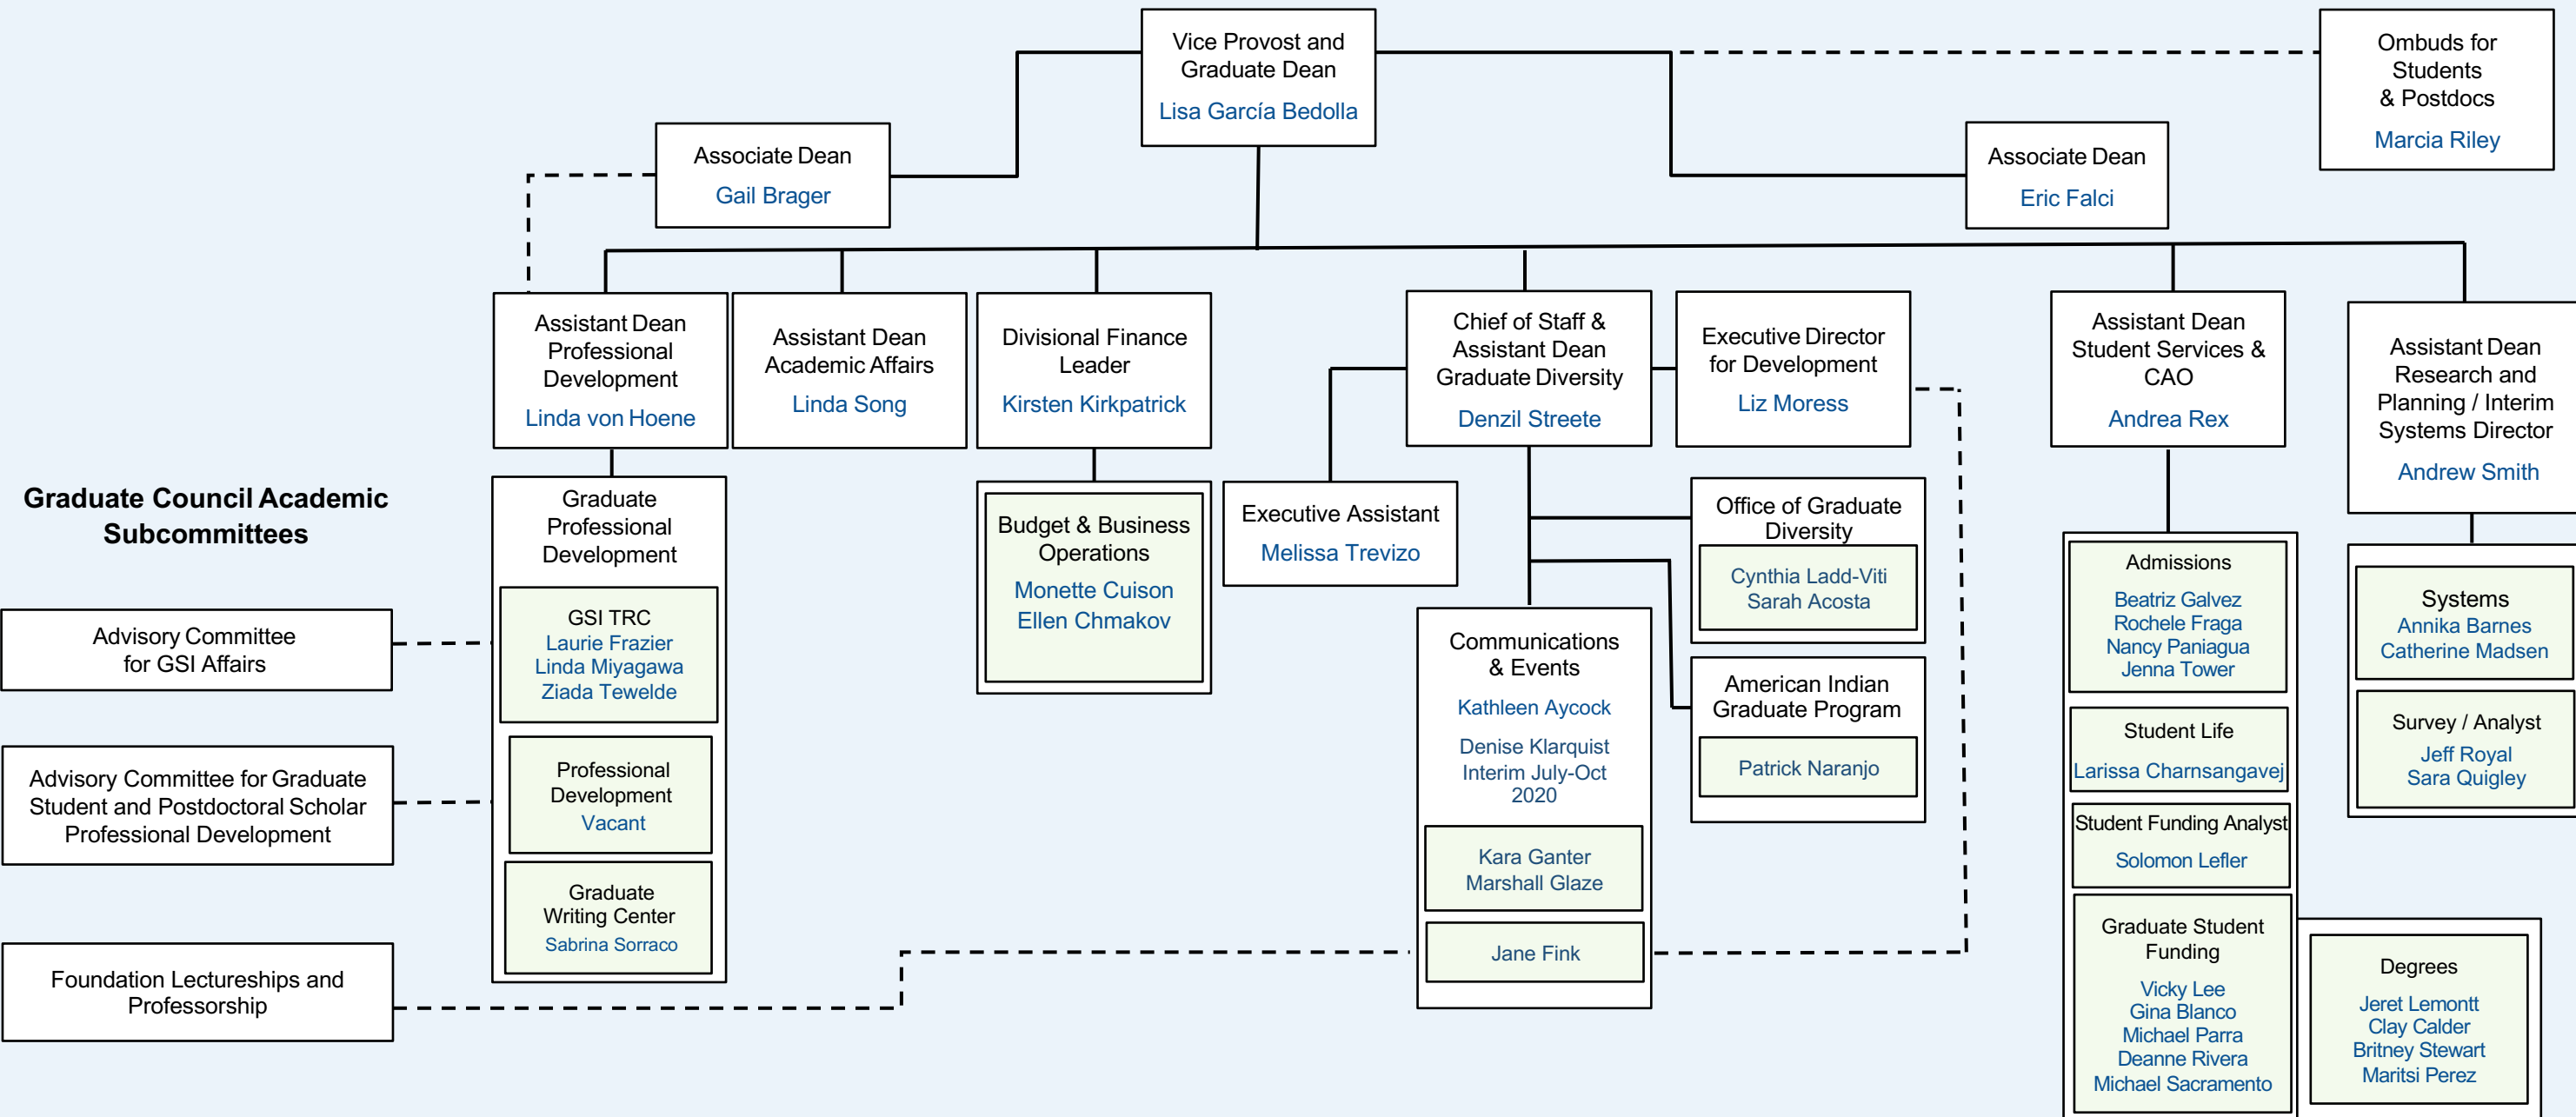 Vice Provost and
Graduate Dean
Lisa García Bedolla
Ombuds for
Students
& Postdocs
Marcia Riley
Associate Dean
Gail Brager
Associate Dean
Eric Falci
Assistant Dean
Professional
Development
Linda von Hoene
Assistant Dean
Academic Affairs
Linda Song
Divisional Finance
Leader
Kirsten Kirkpatrick
Chief of Staff &
Assistant Dean
Graduate Diversity
Denzil Streete
Executive Director
for Development
Liz Moress
Assistant Dean
Student Services &
CAO
Andrea Rex
Assistant Dean
Research and
Planning / Interim
Systems Director
Andrew Smith
Graduate Council Academic
Subcommittees
Advisory Committee
for GSI Affairs
Advisory Committee for Graduate
Student and Postdoctoral Scholar
Professional Development
Foundation Lectureships and
Professorship
Graduate
Professional
Development
GSI TRC
Laurie Frazier
Linda Miyagawa
Ziada Tewelde
Professional
Development
Vacant
Graduate
Writing Center
Sabrina Sorraco
Budget & Business
Operations
Monette Cuison
Ellen Chmakov
Executive Assistant
Melissa Trevizo
Communications
& Events
Kathleen Aycock
Denise Klarquist
Interim July-Oct
2020
Kara Ganter
Marshall Glaze
Jane Fink
Office of Graduate
Diversity
Cynthia Ladd-Viti
Sarah Acosta
American Indian
Graduate Program
Patrick Naranjo
Admissions
Beatriz Galvez
Rochele Fraga
Nancy Paniagua
Jenna Tower
Student Life
Larissa Charnsangavej
Student Funding Analyst
Solomon Lefler
Graduate Student
Funding
Vicky Lee
Gina Blanco
Michael Parra
Deanne Rivera
Michael Sacramento
Degrees
Jeret Lemontt
Clay Calder
Britney Stewart
Maritsi Perez
Systems
Annika Barnes
Catherine Madsen
Survey / Analyst
Jeff Royal
Sara Quigley